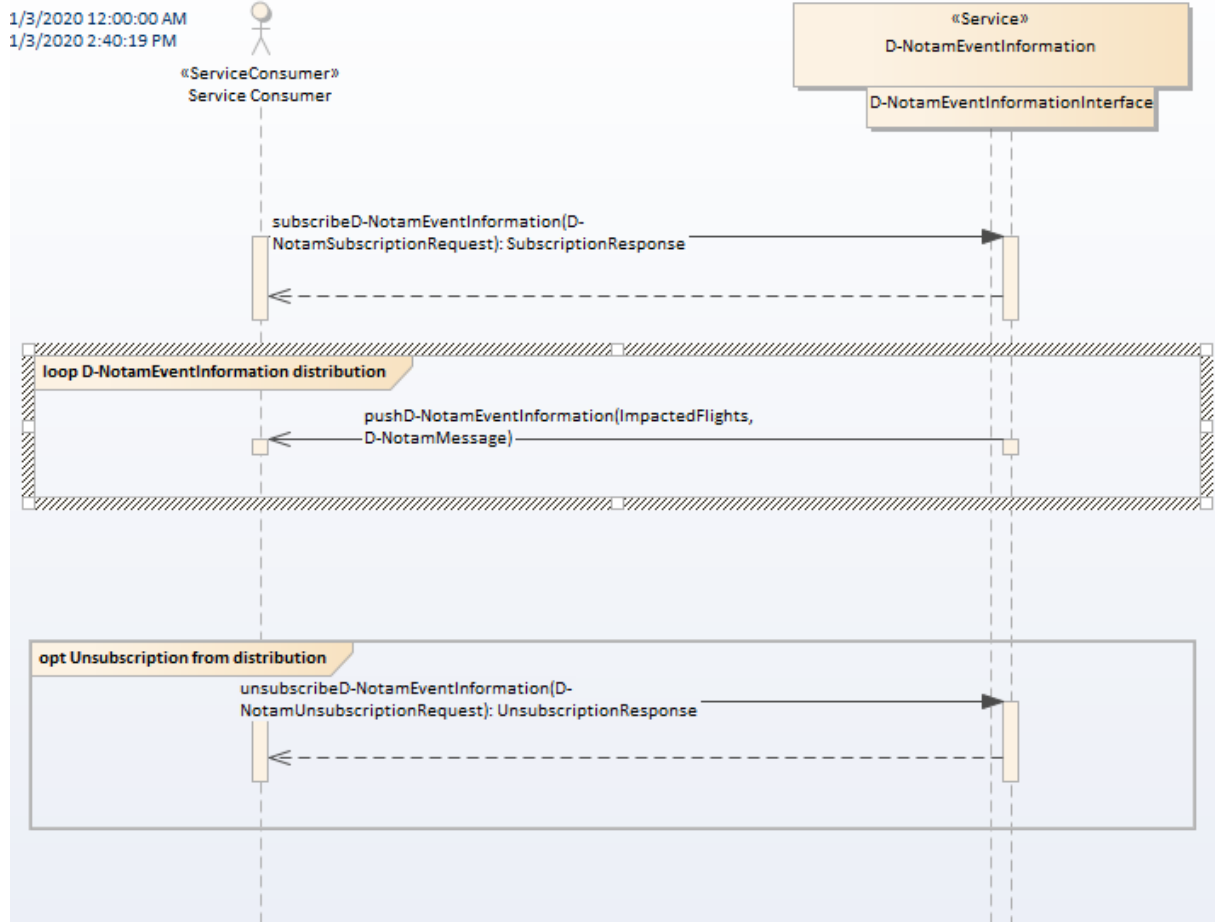 1/3/2020 12:00:00 AM
1/3/2020 2:40:19 PM
«ServiceConsumer»
Service Consumer
«Service»
D-NotamEventInformation
D-NotamEventInformationInterface
subscribeD-NotamEventInformation(D-
NotamSubscriptionRequest): SubscriptionResponse
loop D-NotamEventInformation distribution
pushD-NotamEventInformation(ImpactedFlights,
D-NotamMessage)
opt Unsubscription from distribution
unsubscribeD-NotamEventInformation(D-
NotamUnsubscriptionRequest): UnsubscriptionResponse